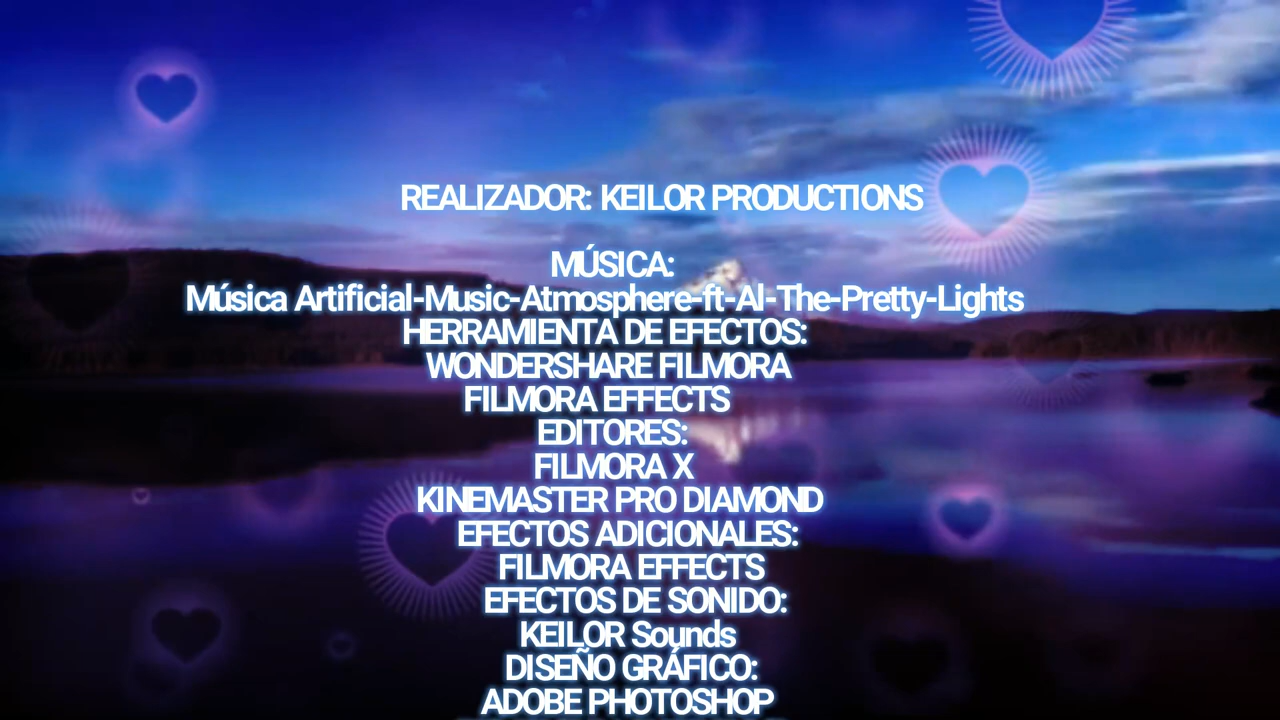 REALIZADOR: KEILOR PRODUCTIONS
MÚSICA:
Música Artificial-Music-Atmosphere-ft-Al-The-Pretty-Lights
HERRAMIENTA DE EFECTOS:
WONDERSHARE FILMORA
FILMORA EFFECTS
EDITORES:
FILMORA X
KINEMASTER PRO DIAMOND
EFECTOS ADICIONALES:
FILMORA EFFECTS
EFECTOS DE SONIDO:
KEILOR Sounds
DISEÑO GRÁFICO:
ADOBE PHOTOSHOP